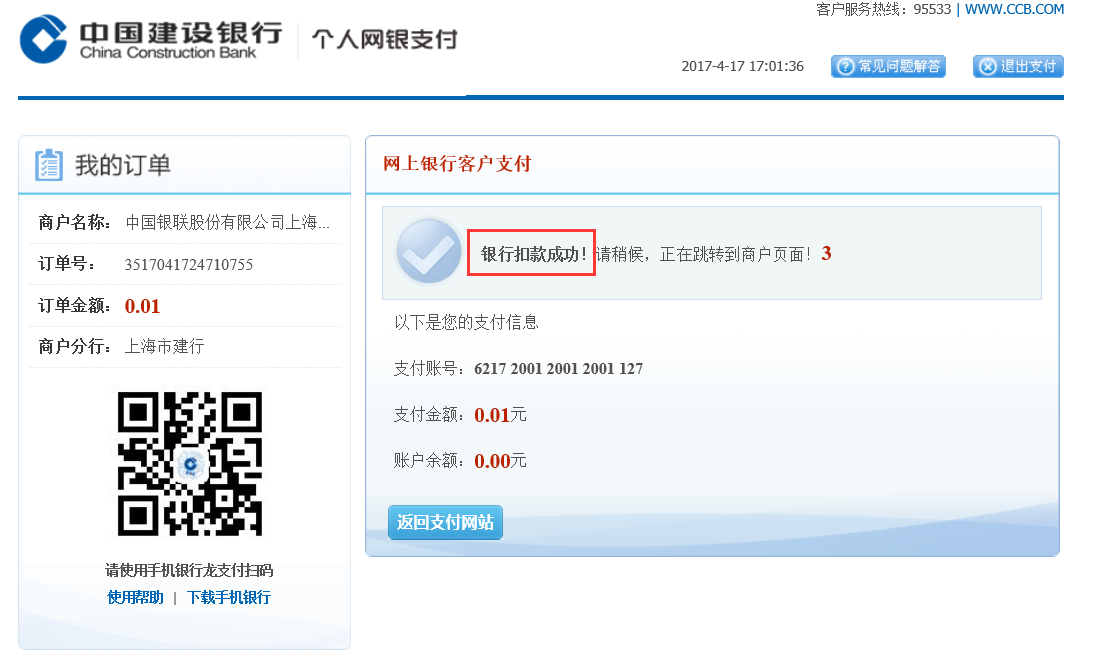 客户服务热线：95533 | WWW.CCB.COM
中国建设银行
China Construction Bank
个人网银支付
2017-4-17 17:01:36
常见问题解答
退出支付
我的订单
商户名称： 中国银联股份有限公司上海...
订单号： 3517041724710755
订单金额： 0.01
商户分行： 上海市建行
请使用手机银行龙支付扫码
使用帮助 | 下载手机银行
网上银行客户支付
银行扣款成功！请稍候，正在跳转到商户页面！ 3
以下是您的支付信息
支付账号： 6217 2001 2001 2001 127
支付金额： 0.01元
账户余额： 0.00元
返回支付网站